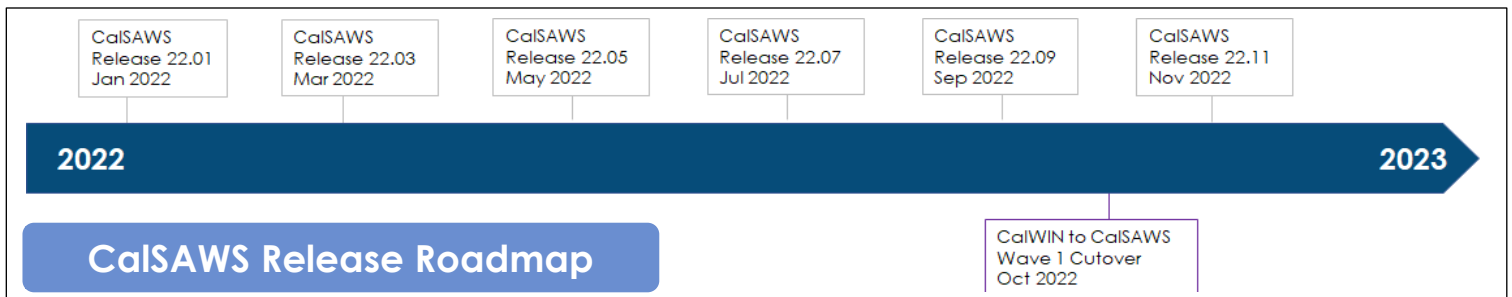 CalSAWS
Release 22.01
Jan 2022
CalSAWS
Release 22.03
Mar 2022
CalSAWS
Release 22.05
May 2022
CalSAWS
Release 22.07
Jul 2022
CalSAWS
Release 22.09
Sep 2022
CalSAWS
Release 22.11
Nov 2022
2022
2023
CalSAWS Release Roadmap
CalWIN to CalSAWS
Wave 1 Cutover
Oct 2022